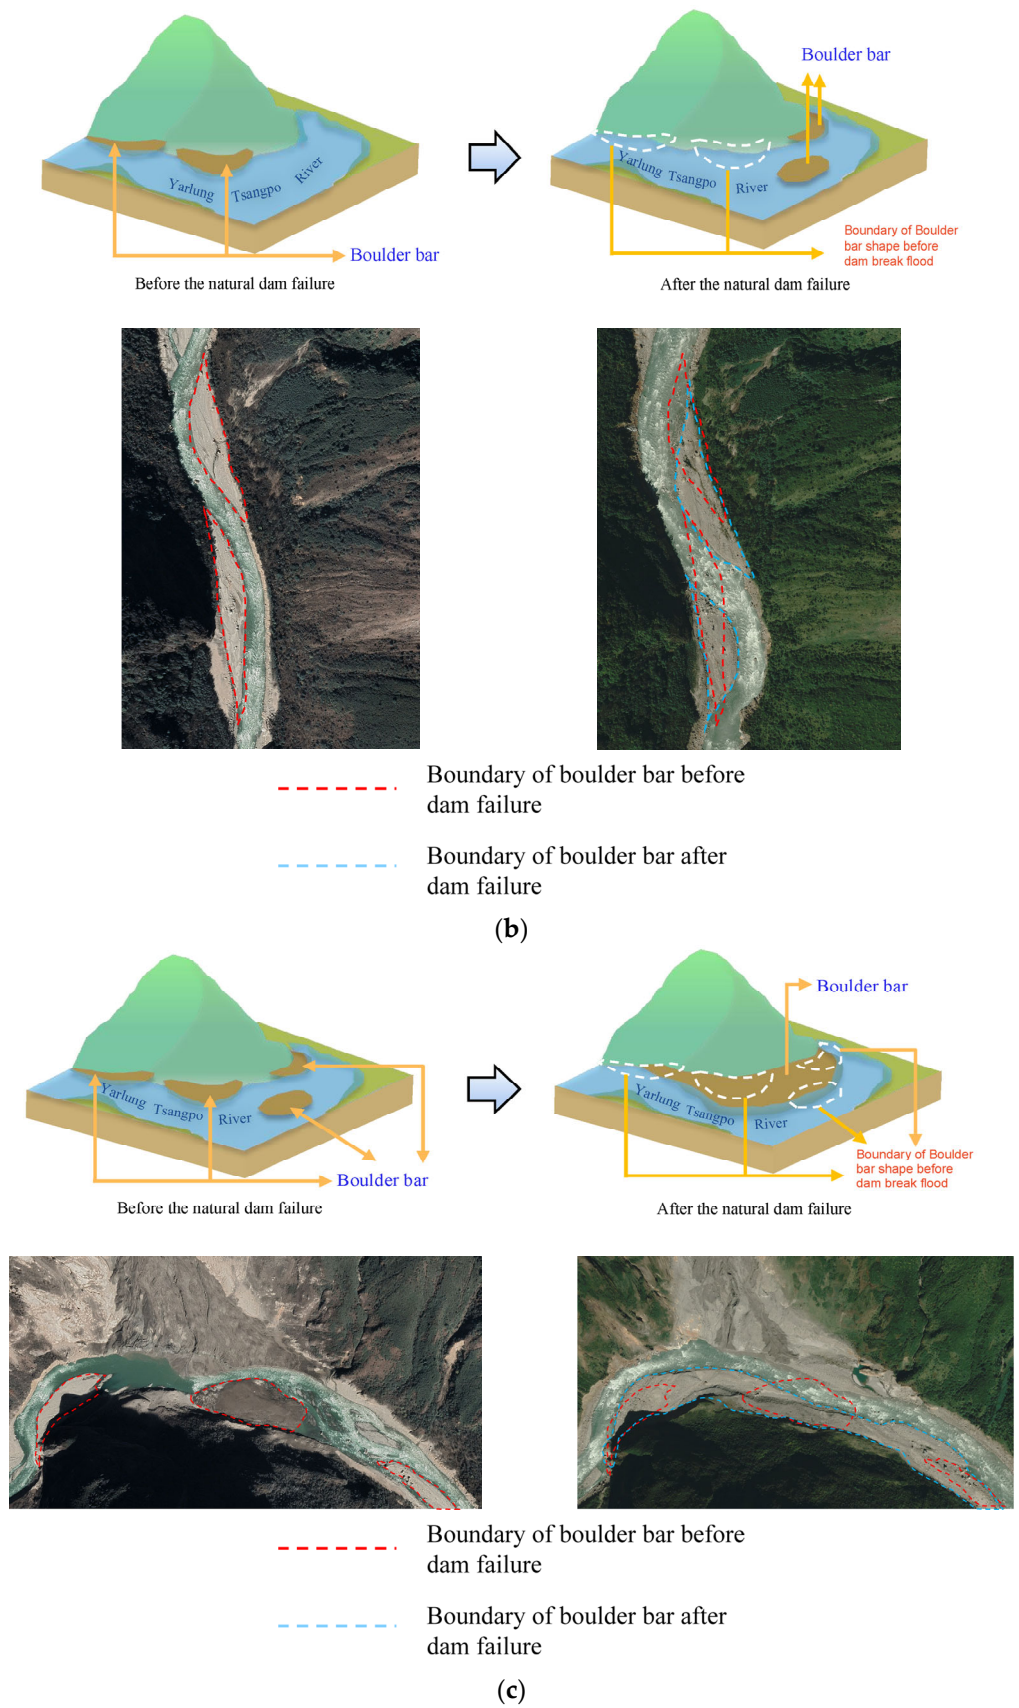 Boulder bar
Yarlung Tsangpo River
Boulder bar
Before the natural dam failure
Yarlung Tsangpo River
Boundary of Boulder
bar shape before
dam break flood
After the natural dam failure
Boundary of boulder bar before
dam failure
Boundary of boulder bar after
dam failure
(b)
Boulder bar
Yarlung Tsangpo River
Boulder bar
Before the natural dam failure
Yarlung Tsangpo River
Boundary of Boulder
bar shape before
dam break flood
After the natural dam failure
Boundary of boulder bar before
dam failure
Boundary of boulder bar after
dam failure
(c)